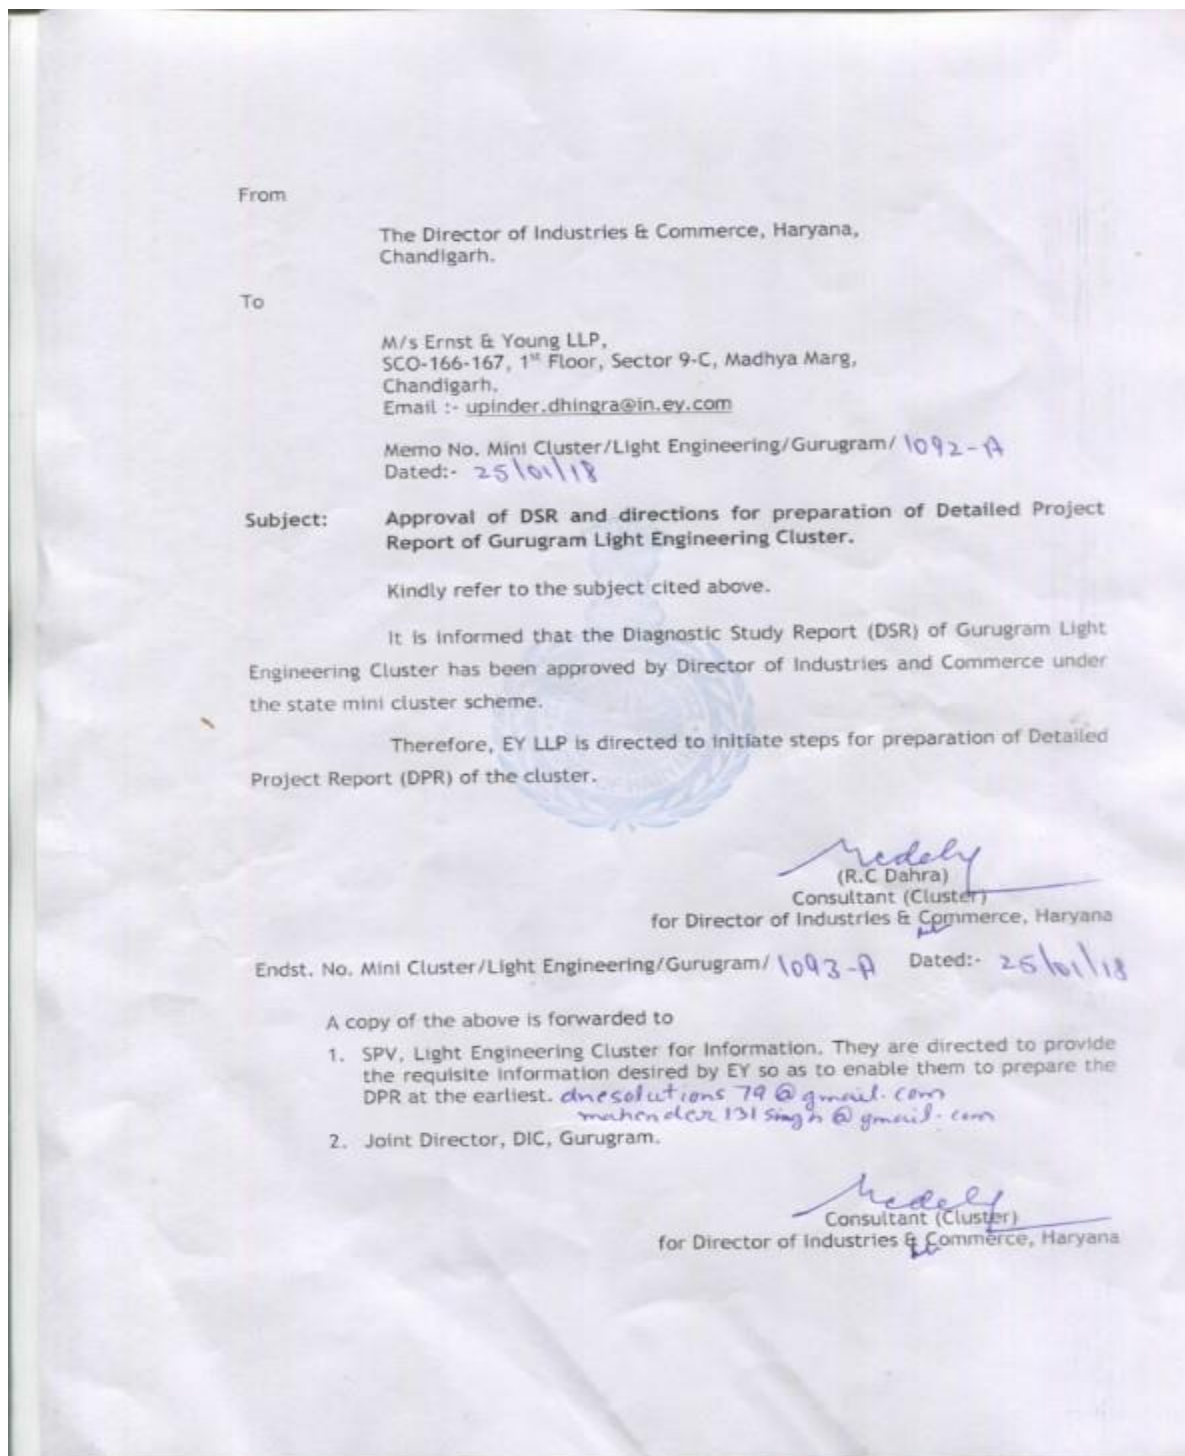 From
The Director of Industries & Commerce, Haryana,
Chandigarh.
To
M/s Ernst & Young LLP,
SCO-166-167, 1st Floor, Sector 9-C, Madhya Marg,
Chandigarh.
Email :- upinder.dhingra@in.ey.com
Memo No. Mini Cluster/Light Engineering/Gurugram/ 1092-A
Dated:- 25/01/18
Subject: Approval of DSR and directions for preparation of Detailed Project
Report of Gurugram Light Engineering Cluster.
Kindly refer to the subject cited above.
It is informed that the Diagnostic Study Report (DSR) of Gurugram Light
Engineering Cluster has been approved by Director of Industries and Commerce under
the state mini cluster scheme.
Therefore, EY LLP is directed to initiate steps for preparation of Detailed
Project Report (DPR) of the cluster.
(R.C Dahra)
Consultant (Cluster)
for Director of Industries & Commerce, Haryana
Endst. No. Mini Cluster/Light Engineering/Gurugram/ 1093-A Dated:- 25/01/18
A copy of the above is forwarded to
1. SPV, Light Engineering Cluster for Information. They are directed to provide
the requisite information desired by EY so as to enable them to prepare the
DPR at the earliest. dnesolutions79@gmail.com
mahender131singh@gmail.com
2. Joint Director, DIC, Gurugram.
Consultant (Cluster)
for Director of Industries & Commerce, Haryana